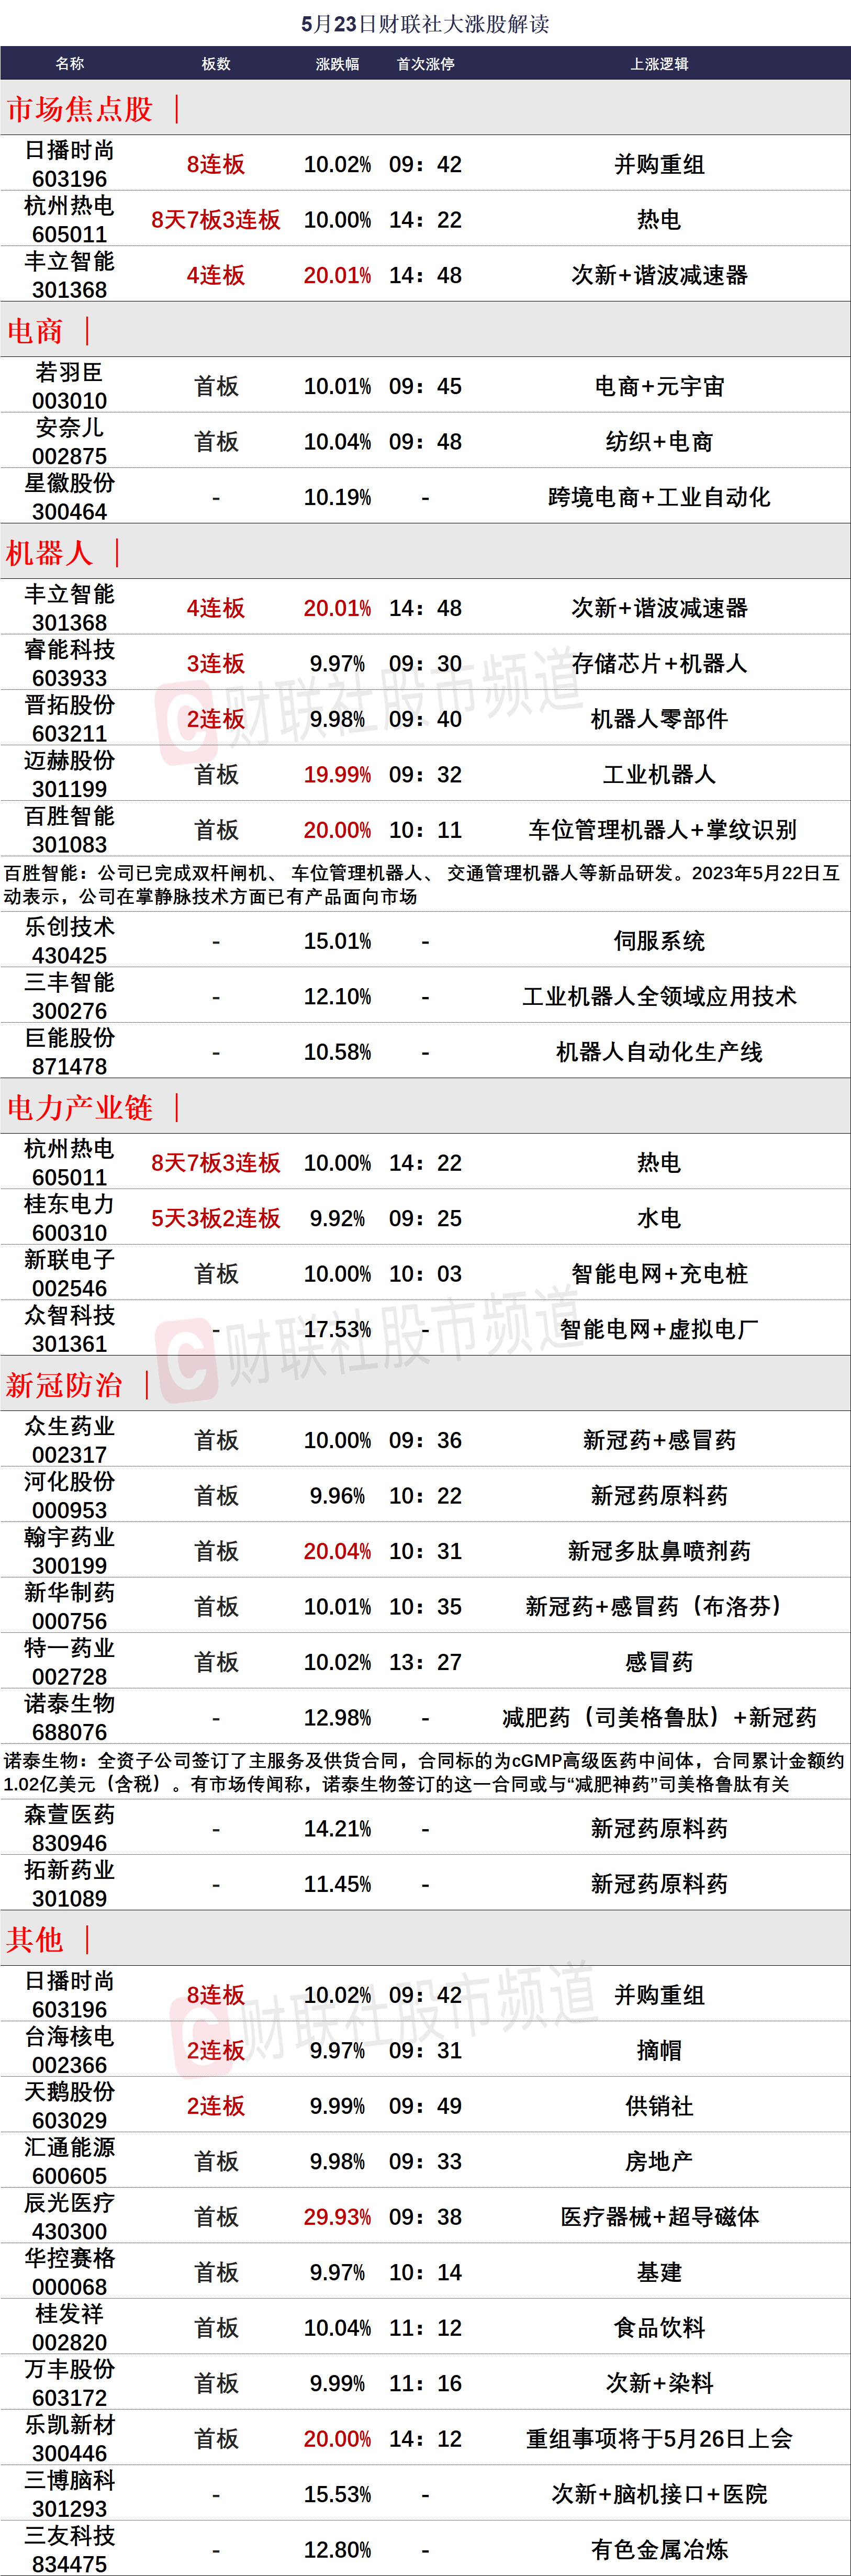 5月23日财联社大涨股解读
名称 板数 涨跌幅 首次涨停 上涨逻辑
市场焦点股 ｜
日播时尚
603196 8连板 10.02% 09：42 并购重组
杭州热电
605011 8天7板3连板 10.00% 14：22 热电
丰立智能
301368 4连板 20.01% 14：48 次新+谐波减速器
电商 ｜
若羽臣
003010 首板 10.01% 09：45 电商+元宇宙
安奈儿
002875 首板 10.04% 09：48 纺织+电商
星徽股份
300464 - 10.19% - 跨境电商+工业自动化
机器人 ｜
丰立智能
301368 4连板 20.01% 14：48 次新+谐波减速器
睿能科技
603933 3连板 9.97% 09：30 存储芯片+机器人
晋拓股份
603211 2连板 9.98% 09：40 机器人零部件
迈赫股份
301199 首板 19.99% 09：32 工业机器人
百胜智能
301083 首板 20.00% 10：11 车位管理机器人+掌纹识别
百胜智能：公司已完成双杆闸机、 车位管理机器人、 交通管理机器人等新品研发。2023年5月22日互
动表示，公司在掌静脉技术方面已有产品面向市场
乐创技术
430425 - 15.01% - 伺服系统
三丰智能
300276 - 12.10% - 工业机器人全领域应用技术
巨能股份
871478 - 10.58% - 机器人自动化生产线
财联社股市频道
电力产业链 ｜
杭州热电
605011 8天7板3连板 10.00% 14：22 热电
桂东电力
600310 5天3板2连板 9.92% 09：25 水电
新联电子
002546 首板 10.00% 10：03 智能电网+充电桩
众智科技
301361 - 17.53% - 智能电网+虚拟电厂
财联社股市频道
新冠防治 ｜
众生药业
002317 首板 10.00% 09：36 新冠药+感冒药
河化股份
000953 首板 9.96% 10：22 新冠药原料药
翰宇药业
300199 首板 20.04% 10：31 新冠多肽鼻喷剂药
新华制药
000756 首板 10.01% 10：35 新冠药+感冒药（布洛芬）
特一药业
002728 首板 10.02% 13：27 感冒药
诺泰生物
688076 - 12.98% - 减肥药（司美格鲁肽）+新冠药
诺泰生物：全资子公司签订了主服务及供货合同，合同标的为cGMP高级医药中间体，合同累计金额约
1.02亿美元（含税）。有市场传闻称，诺泰生物签订的这一合同或与“减肥神药”司美格鲁肽有关
森萱医药
830946 - 14.21% - 新冠药原料药
拓新药业
301089 - 11.45% - 新冠药原料药
其他 ｜
日播时尚
603196 8连板 10.02% 09：42 并购重组
台海核电
002366 2连板 9.97% 09：31 摘帽
天鹅股份
603029 2连板 9.99% 09：49 供销社
财联社股市频道
汇通能源
600605 首板 9.98% 09：33 房地产
辰光医疗
430300 首板 29.93% 09：38 医疗器械+超导磁体
华控赛格
000068 首板 9.97% 10：14 基建
桂发祥
002820 首板 10.04% 11：12 食品饮料
万丰股份
603172 首板 9.99% 11：16 次新+染料
乐凯新材
300446 首板 20.00% 14：12 重组事项将于5月26日上会
三博脑科
301293 - 15.53% - 次新+脑机接口+医院
三友科技
834475 - 12.80% - 有色金属冶炼